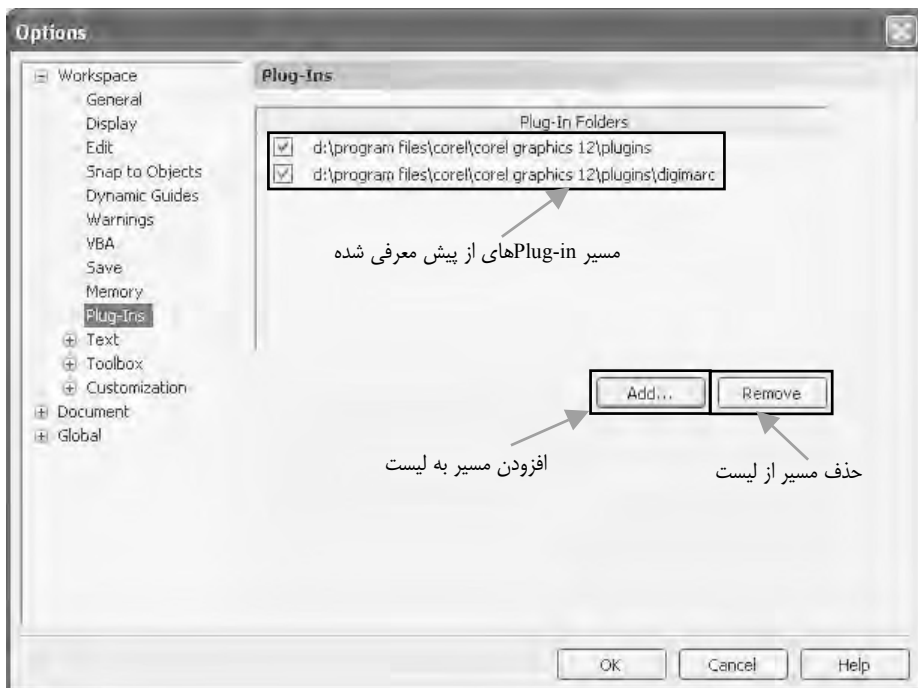 Options
Workspace
General
Display
Edit
Snap to Objects
Dynamic Guides
Warnings
VBA
Save
Memory
Plug-Ins
Text
Toolbox
Customization
Document
Global
Plug-Ins
Plug-In Folders
d:\program files\corel\corel graphics 12\plugins
d:\program files\corel\corel graphics 12\plugins\digimarc
مسیر Plug-inهای از پیش معرفی شده
Add...
Remove
افزودن مسیر به لیست
حذف مسیر از لیست
OK
Cancel
Help